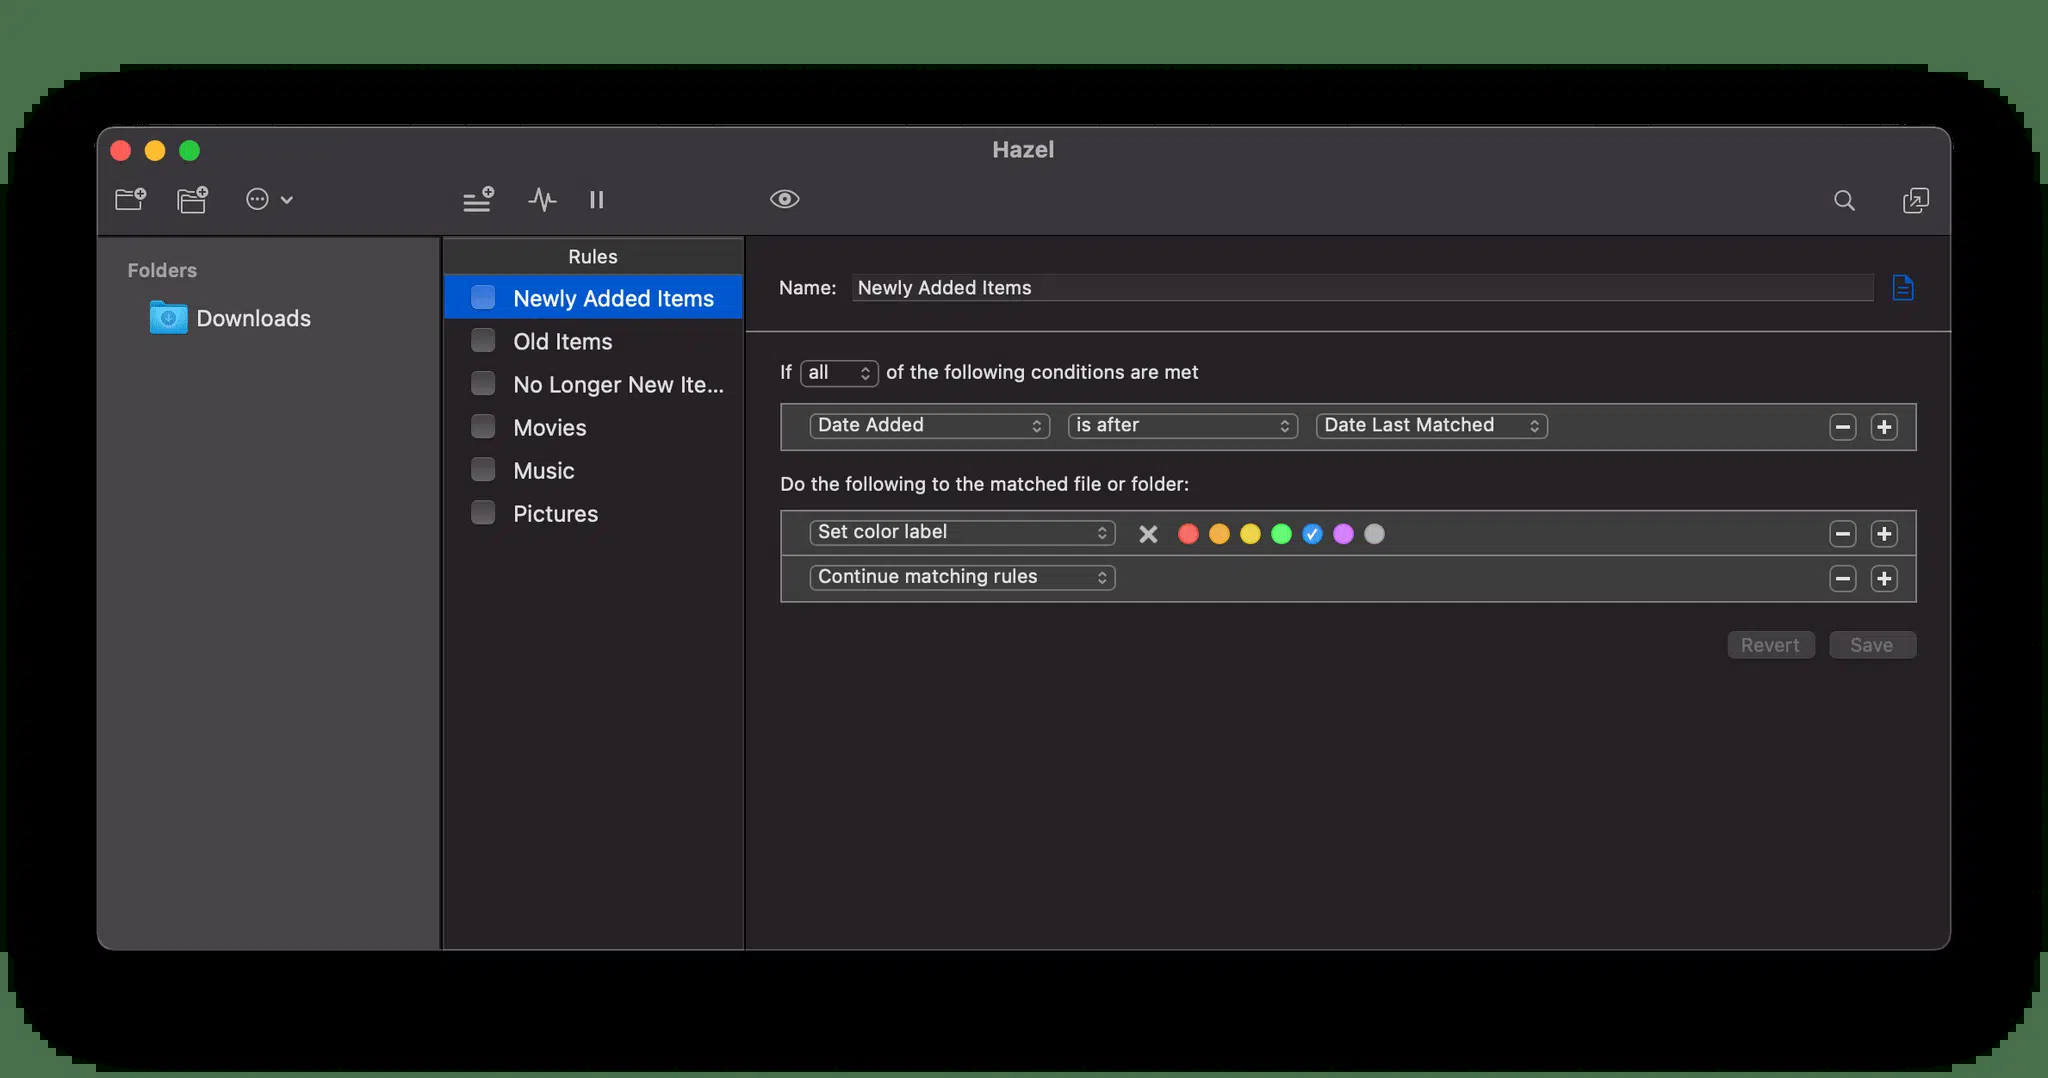 Hazel
Folders
Downloads
Rules
Newly Added Items
Old Items
No Longer New Ite...
Movies
Music
Pictures
Name: Newly Added Items
If all of the following conditions are met
Date Added is after Date Last Matched
Do the following to the matched file or folder:
Set color label
Continue matching rules
Revert Save